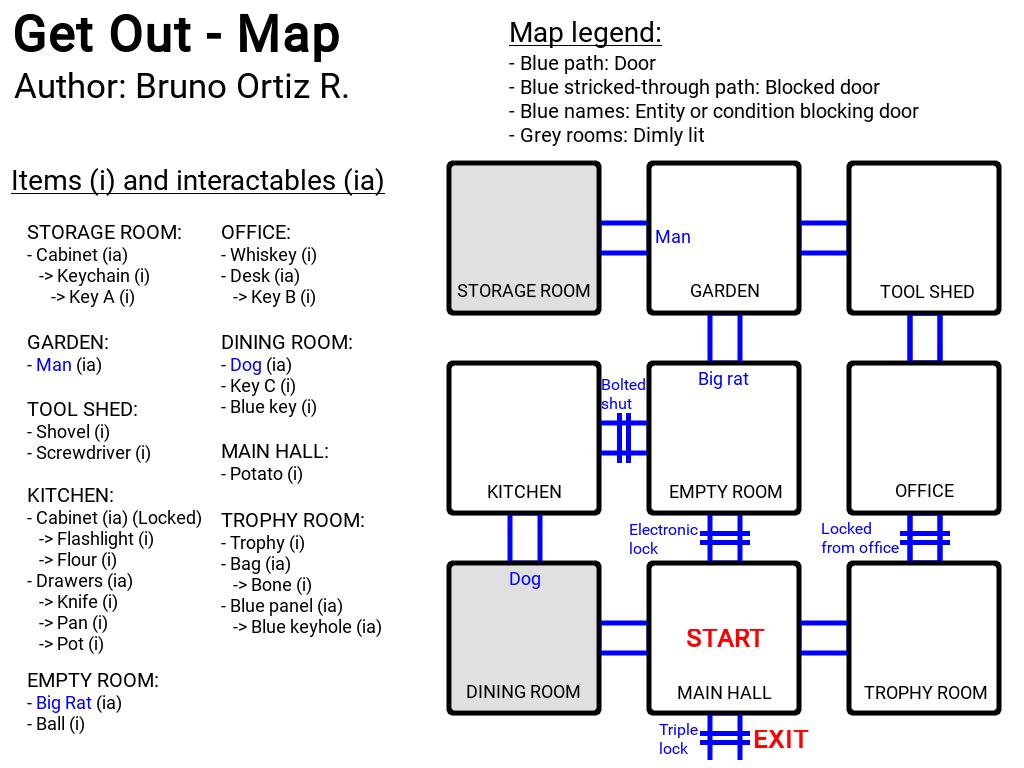 Get Out - Map
Author: Bruno Ortiz R.
Map legend:
- Blue path: Door
- Blue stricked-through path: Blocked door
- Blue names: Entity or condition blocking door
- Grey rooms: Dimly lit
Items (i) and interactables (ia)
STORAGE ROOM:
- Cabinet (ia)
-> Keychain (i)
-> Key A (i)
GARDEN:
- Man (ia)
TOOL SHED:
- Shovel (i)
- Screwdriver (i)
KITCHEN:
- Cabinet (ia) (Locked)
-> Flashlight (i)
-> Flour (i)
- Drawers (ia)
-> Knife (i)
-> Pan (i)
-> Pot (i)
EMPTY ROOM:
- Big Rat (ia)
- Ball (i)
OFFICE:
- Whiskey (i)
- Desk (ia)
-> Key B (i)
DINING ROOM:
- Dog (ia)
- Key C (i)
- Blue key (i)
MAIN HALL:
- Potato (i)
TROPHY ROOM:
- Trophy (i)
- Bag (ia)
-> Bone (i)
- Blue panel (ia)
-> Blue keyhole (ia)
STORAGE ROOM
Man
GARDEN
TOOL SHED
KITCHEN
Bolted
shut
Big rat
EMPTY ROOM
OFFICE
Electronic
lock
Locked
from office
Dog
DINING ROOM
START
MAIN HALL
TROPHY ROOM
Triple
lock
EXIT